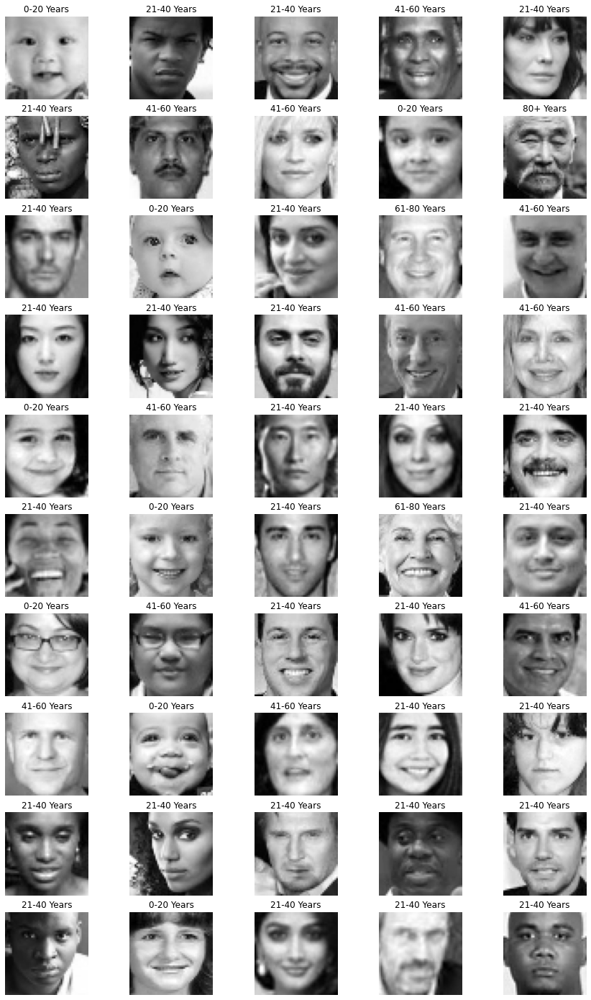 0-20 Years 21-40 Years 21-40 Years 41-60 Years 21-40 Years
21-40 Years 41-60 Years 41-60 Years 0-20 Years 80+ Years
21-40 Years 0-20 Years 21-40 Years 61-80 Years 41-60 Years
21-40 Years 21-40 Years 21-40 Years 41-60 Years 41-60 Years
0-20 Years 41-60 Years 21-40 Years 21-40 Years 21-40 Years
21-40 Years 0-20 Years 21-40 Years 61-80 Years 21-40 Years
0-20 Years 41-60 Years 21-40 Years 21-40 Years 41-60 Years
41-60 Years 0-20 Years 41-60 Years 21-40 Years 21-40 Years
21-40 Years 21-40 Years 21-40 Years 21-40 Years 21-40 Years
21-40 Years 0-20 Years 21-40 Years 21-40 Years 21-40 Years